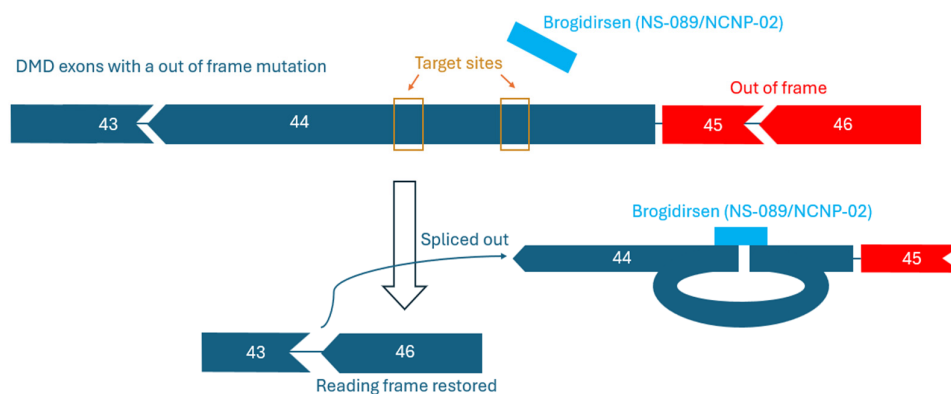 Brogidirsen (NS-089/NCNP-02)
DMD exons with a out of frame mutation
Target sites
Out of frame
43
44
45
46
Brogidirsen (NS-089/NCNP-02)
Spliced out
44
45
43
46
Reading frame restored